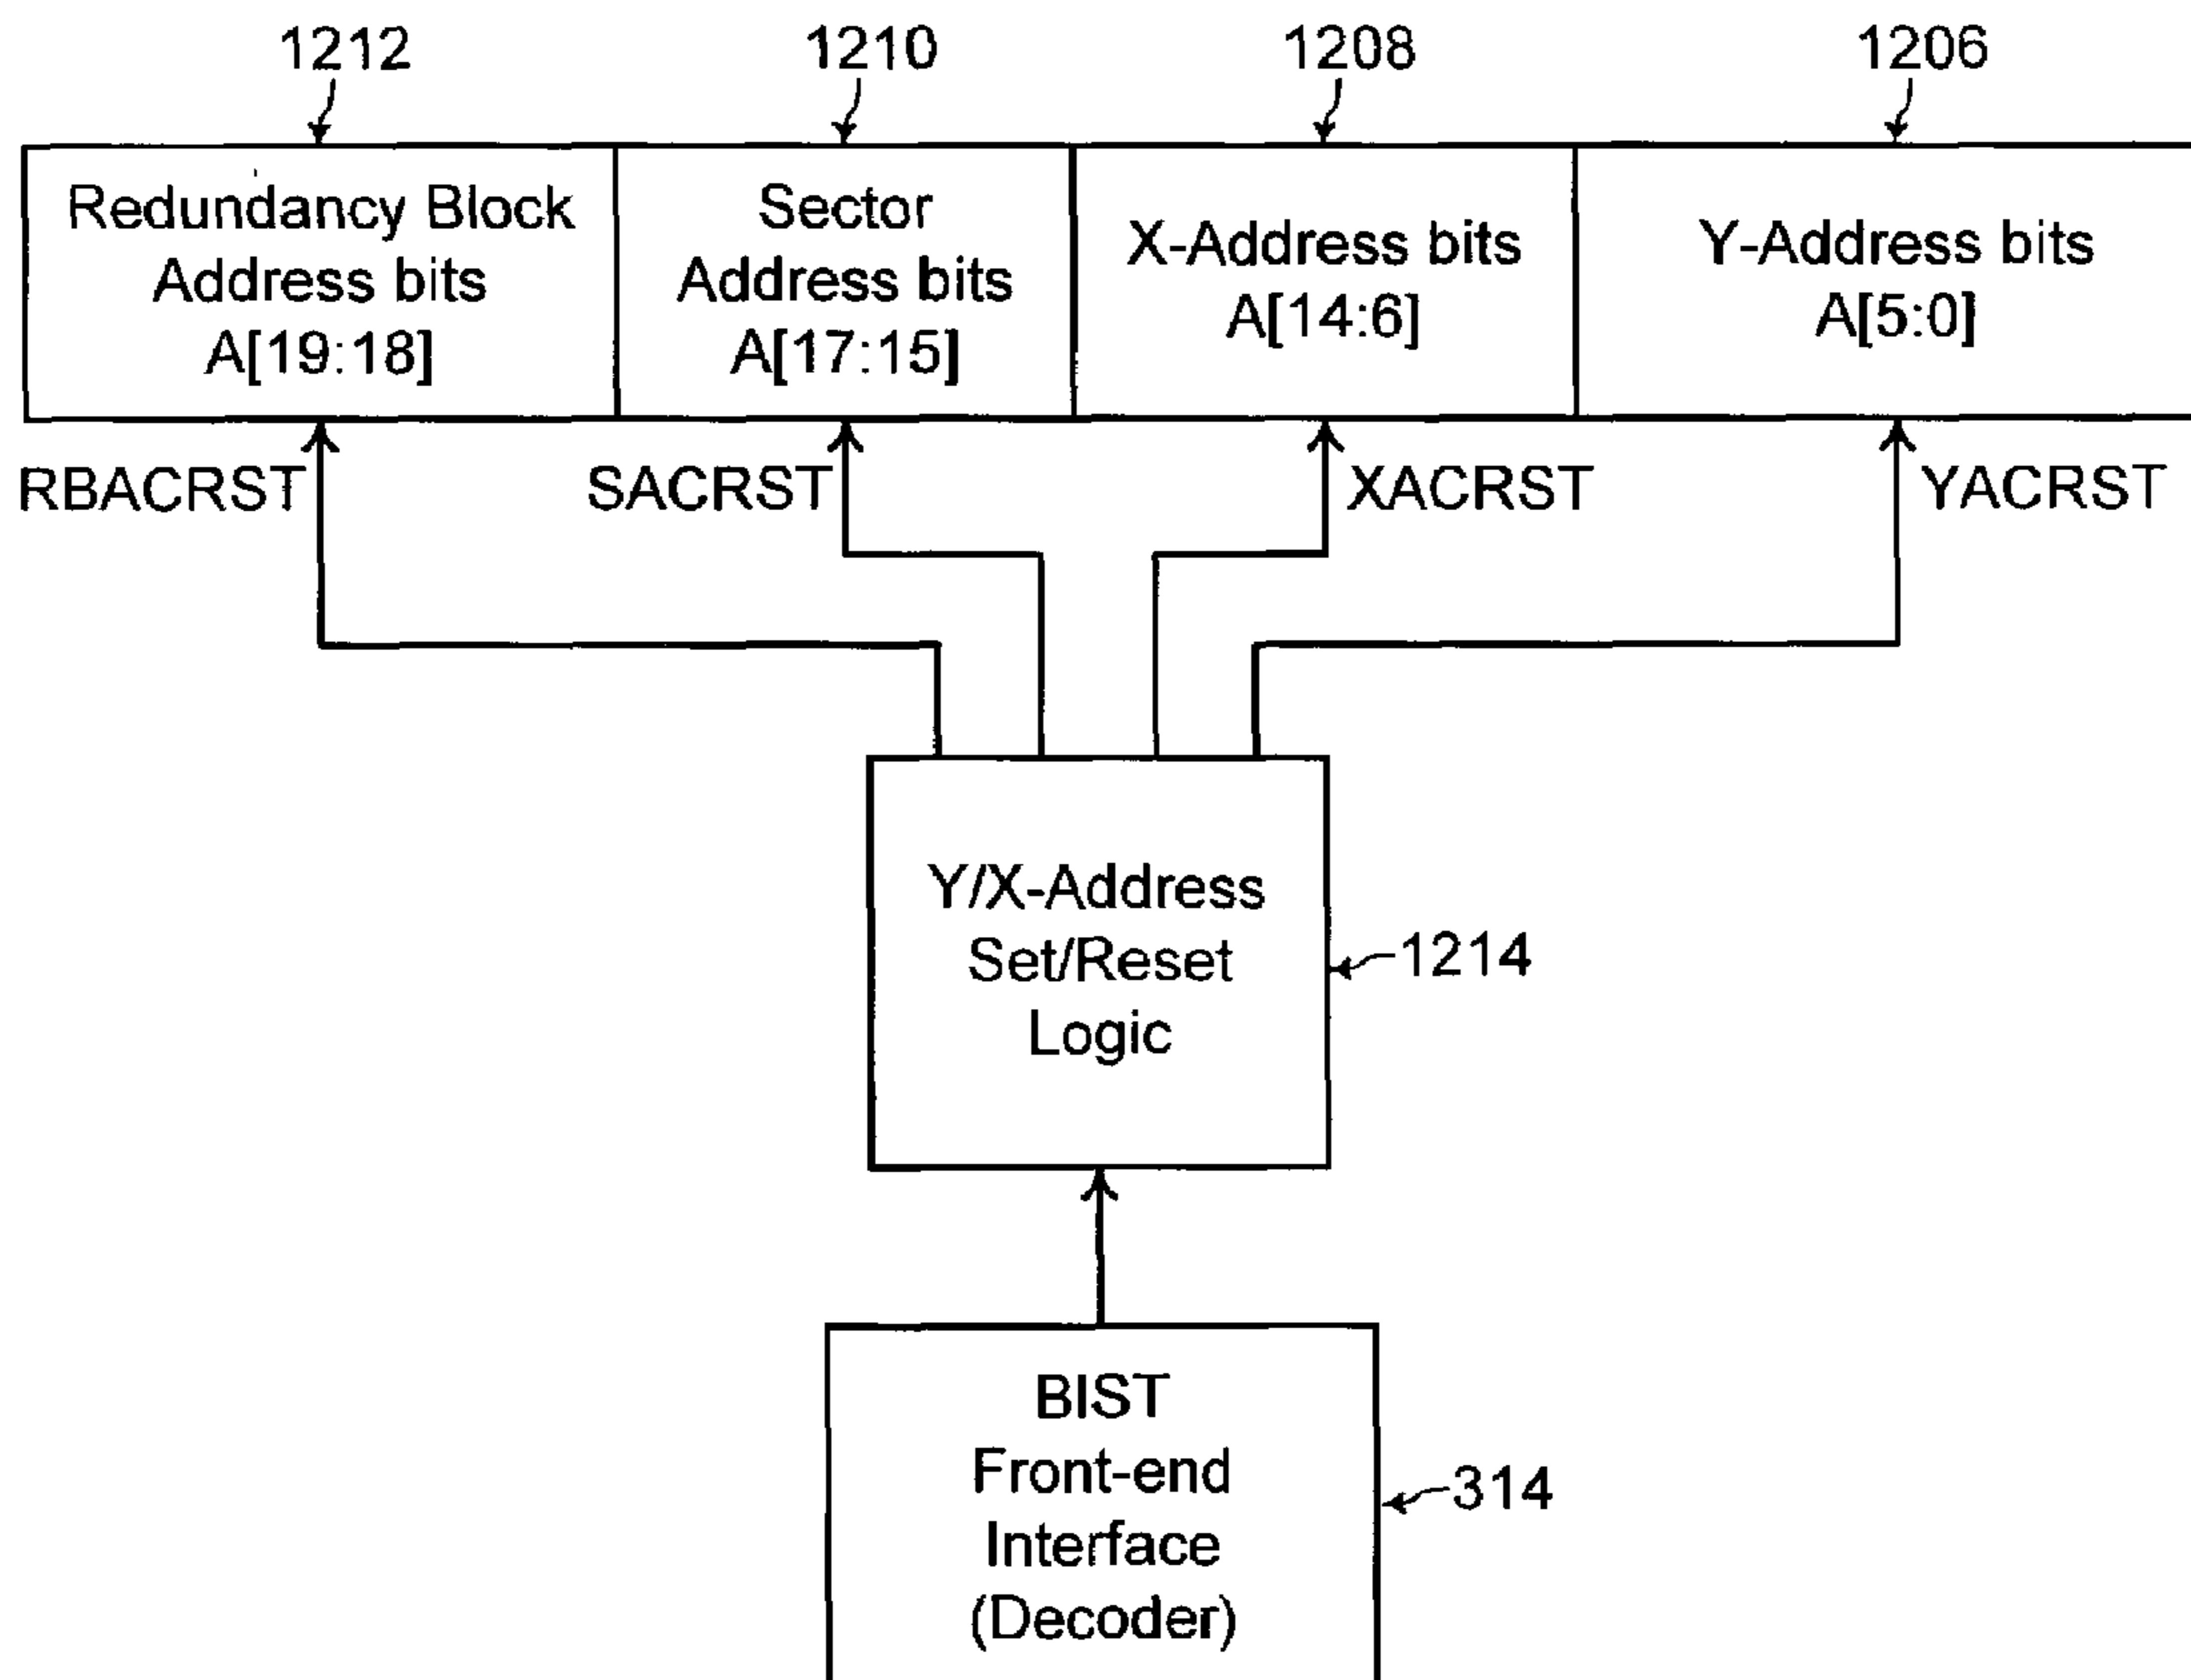 1212
1210
1208
1206
Redundancy Block
Address bits
A[19:18]
Sector
Address bits
A[17:15]
X-Address bits
A[14:6]
Y-Address bits
A[5:0]
RBACRST
SACRST
XACRST
YACRST
Y/X-Address
Set/Reset
Logic
1214
BIST
Front-end
Interface
(Decoder)
314